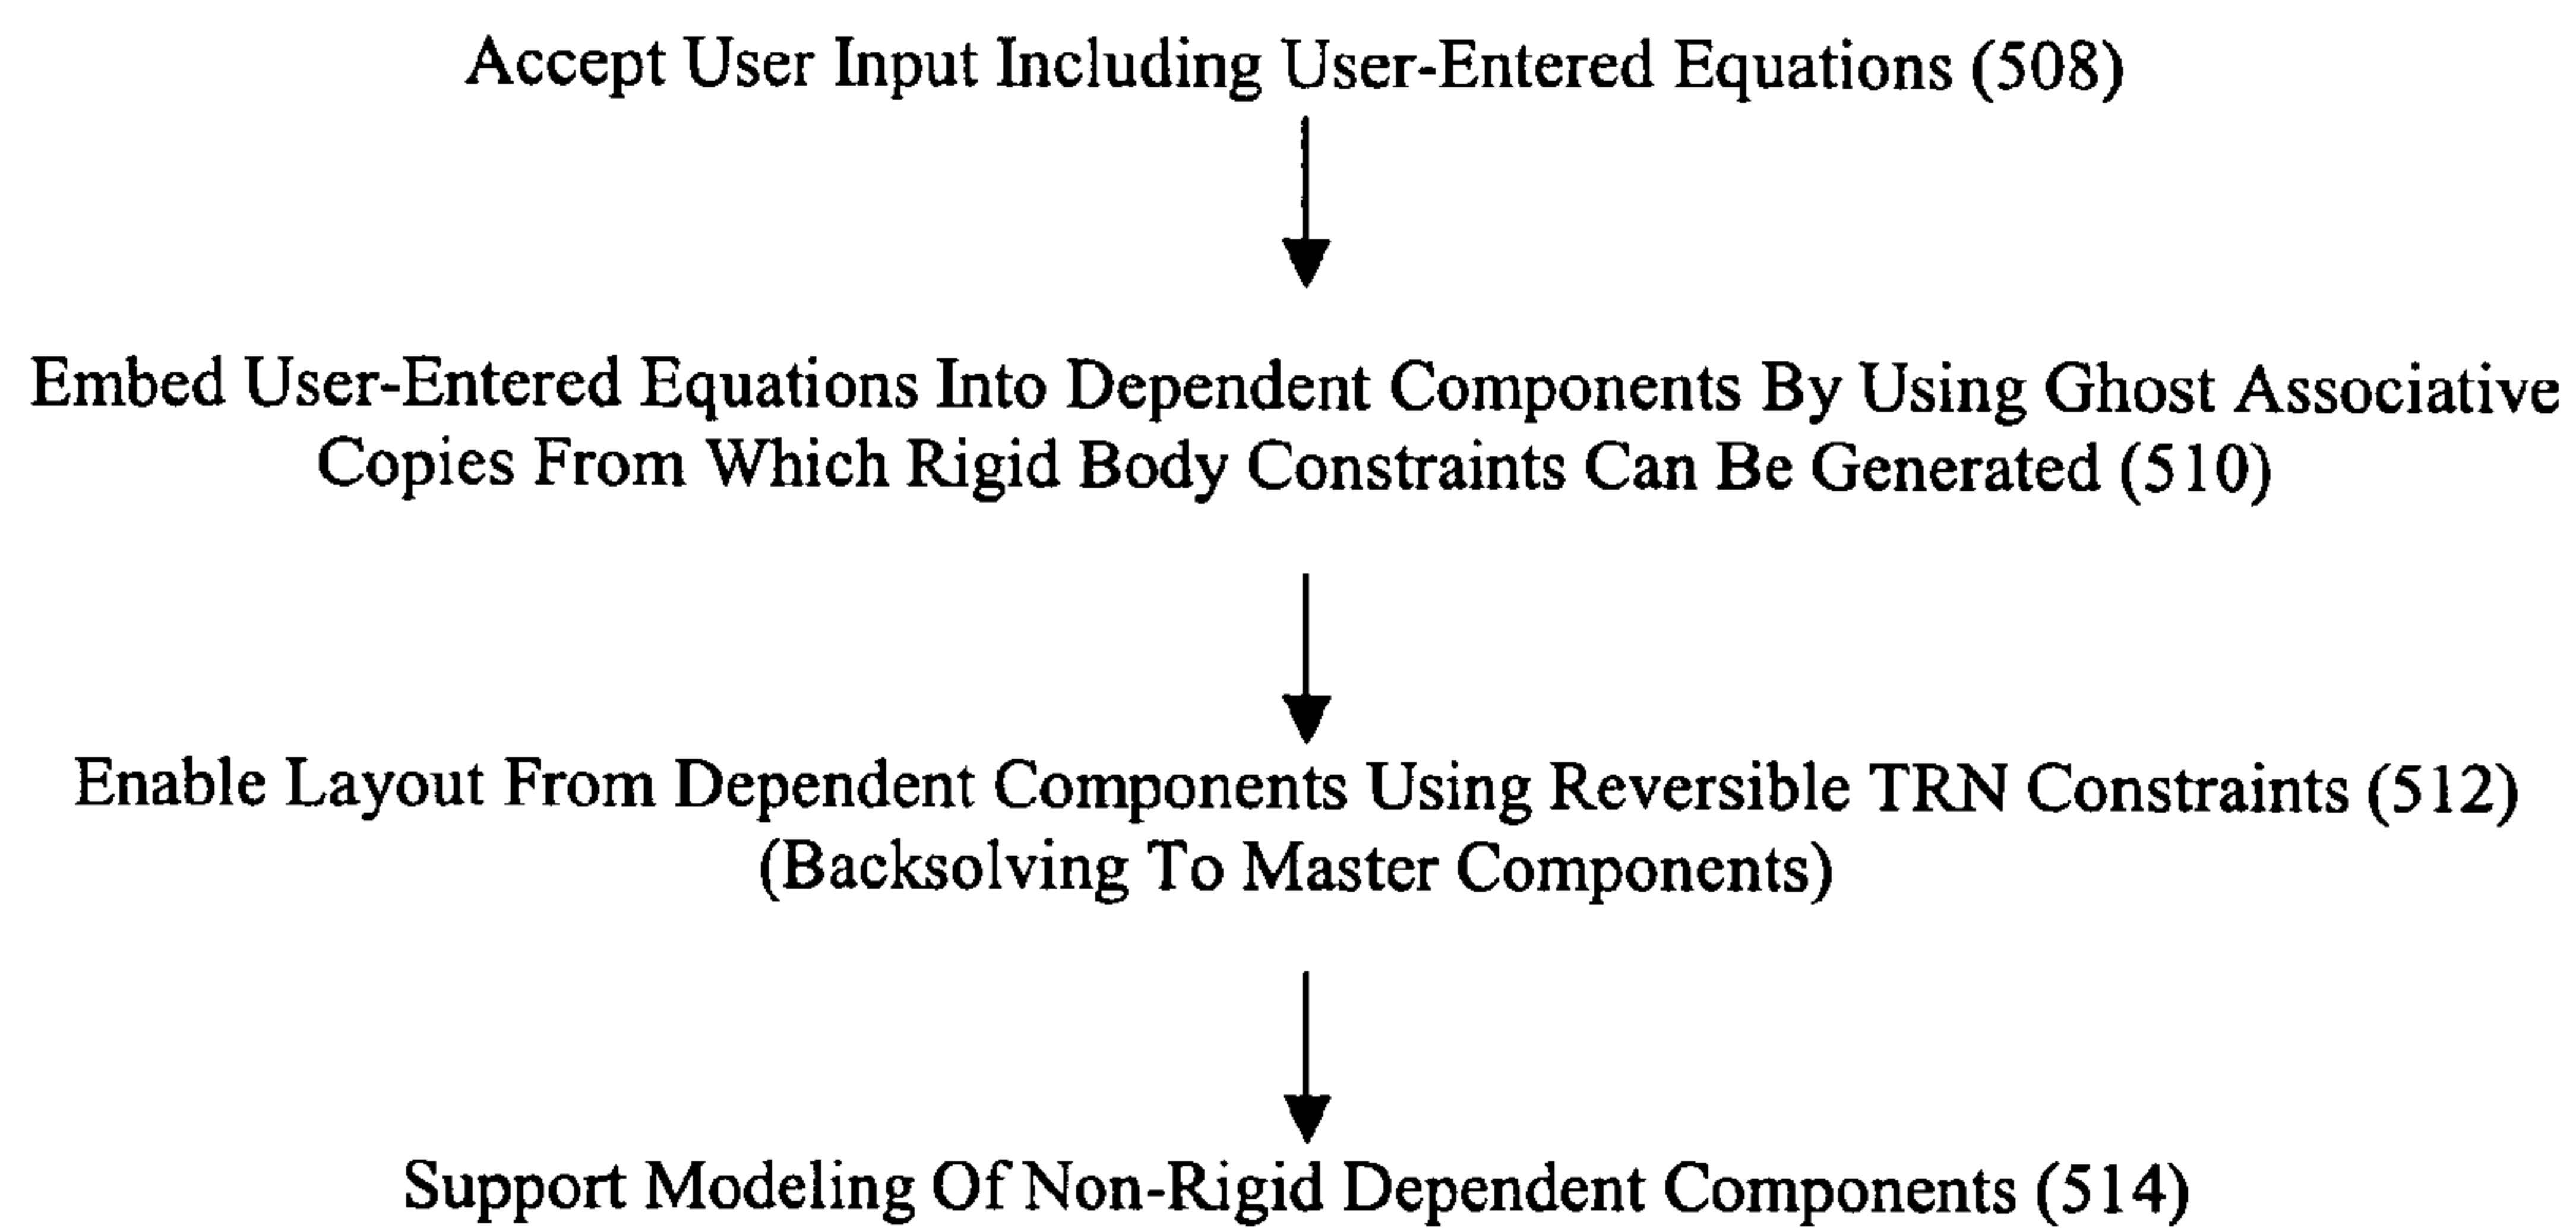 Accept User Input Including User-Entered Equations (508)
Embed User-Entered Equations Into Dependent Components By Using Ghost Associative
Copies From Which Rigid Body Constraints Can Be Generated (510)
Enable Layout From Dependent Components Using Reversible TRN Constraints (512)
(Backsolving To Master Components)
Support Modeling Of Non-Rigid Dependent Components (514)